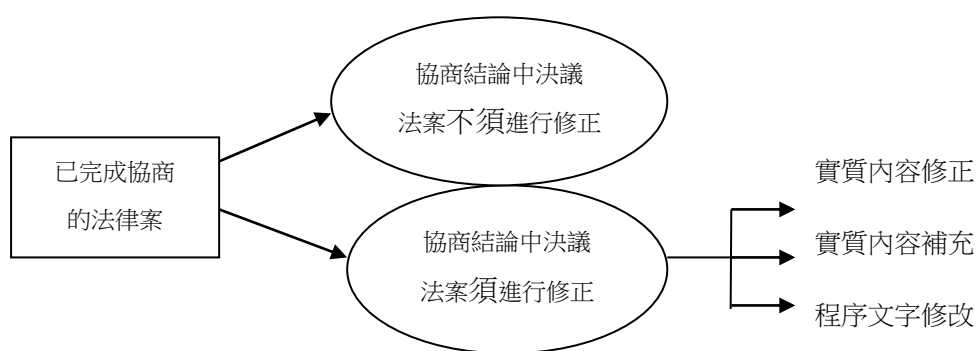 協商結論中決議
法案不須進行修正
已完成協商
的法律案
協商結論中決議
法案須進行修正
實質內容修正
實質內容補充
程序文字修改